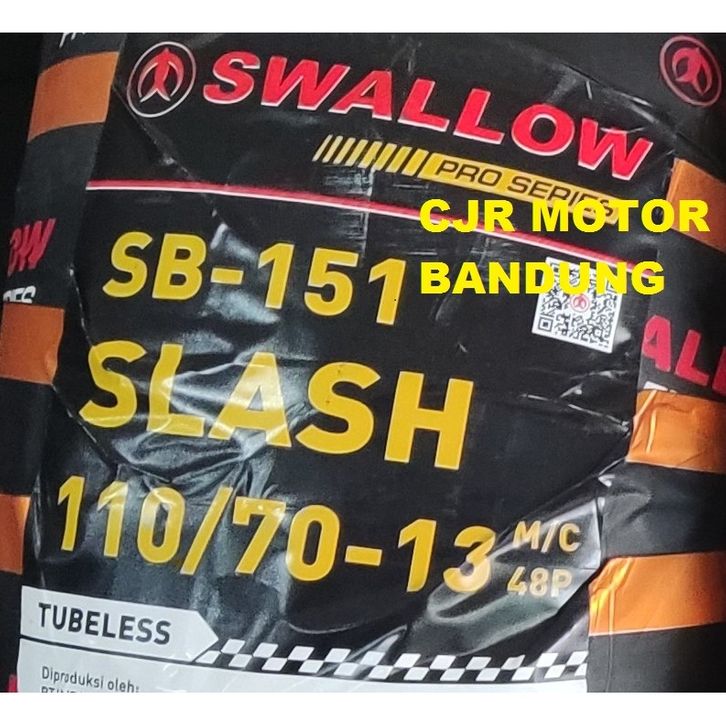 SWALLOW
PRO SERIES
CJR MOTOR
BANDUNG
SB-151
SLASH
110/70-13 M/C
48P
TUBELESS
Diproduksi oleh: